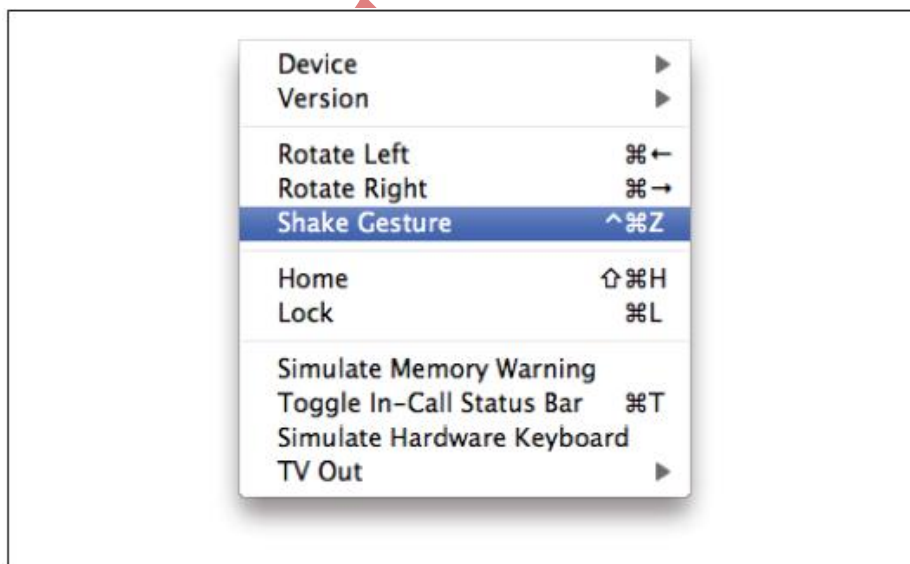 Device ▶
Version ▶
Rotate Left ⌘←
Rotate Right ⌘→
Shake Gesture ^⌘Z
Home ⇧⌘H
Lock ⌘L
Simulate Memory Warning
Toggle In-Call Status Bar ⌘T
Simulate Hardware Keyboard
TV Out ▶